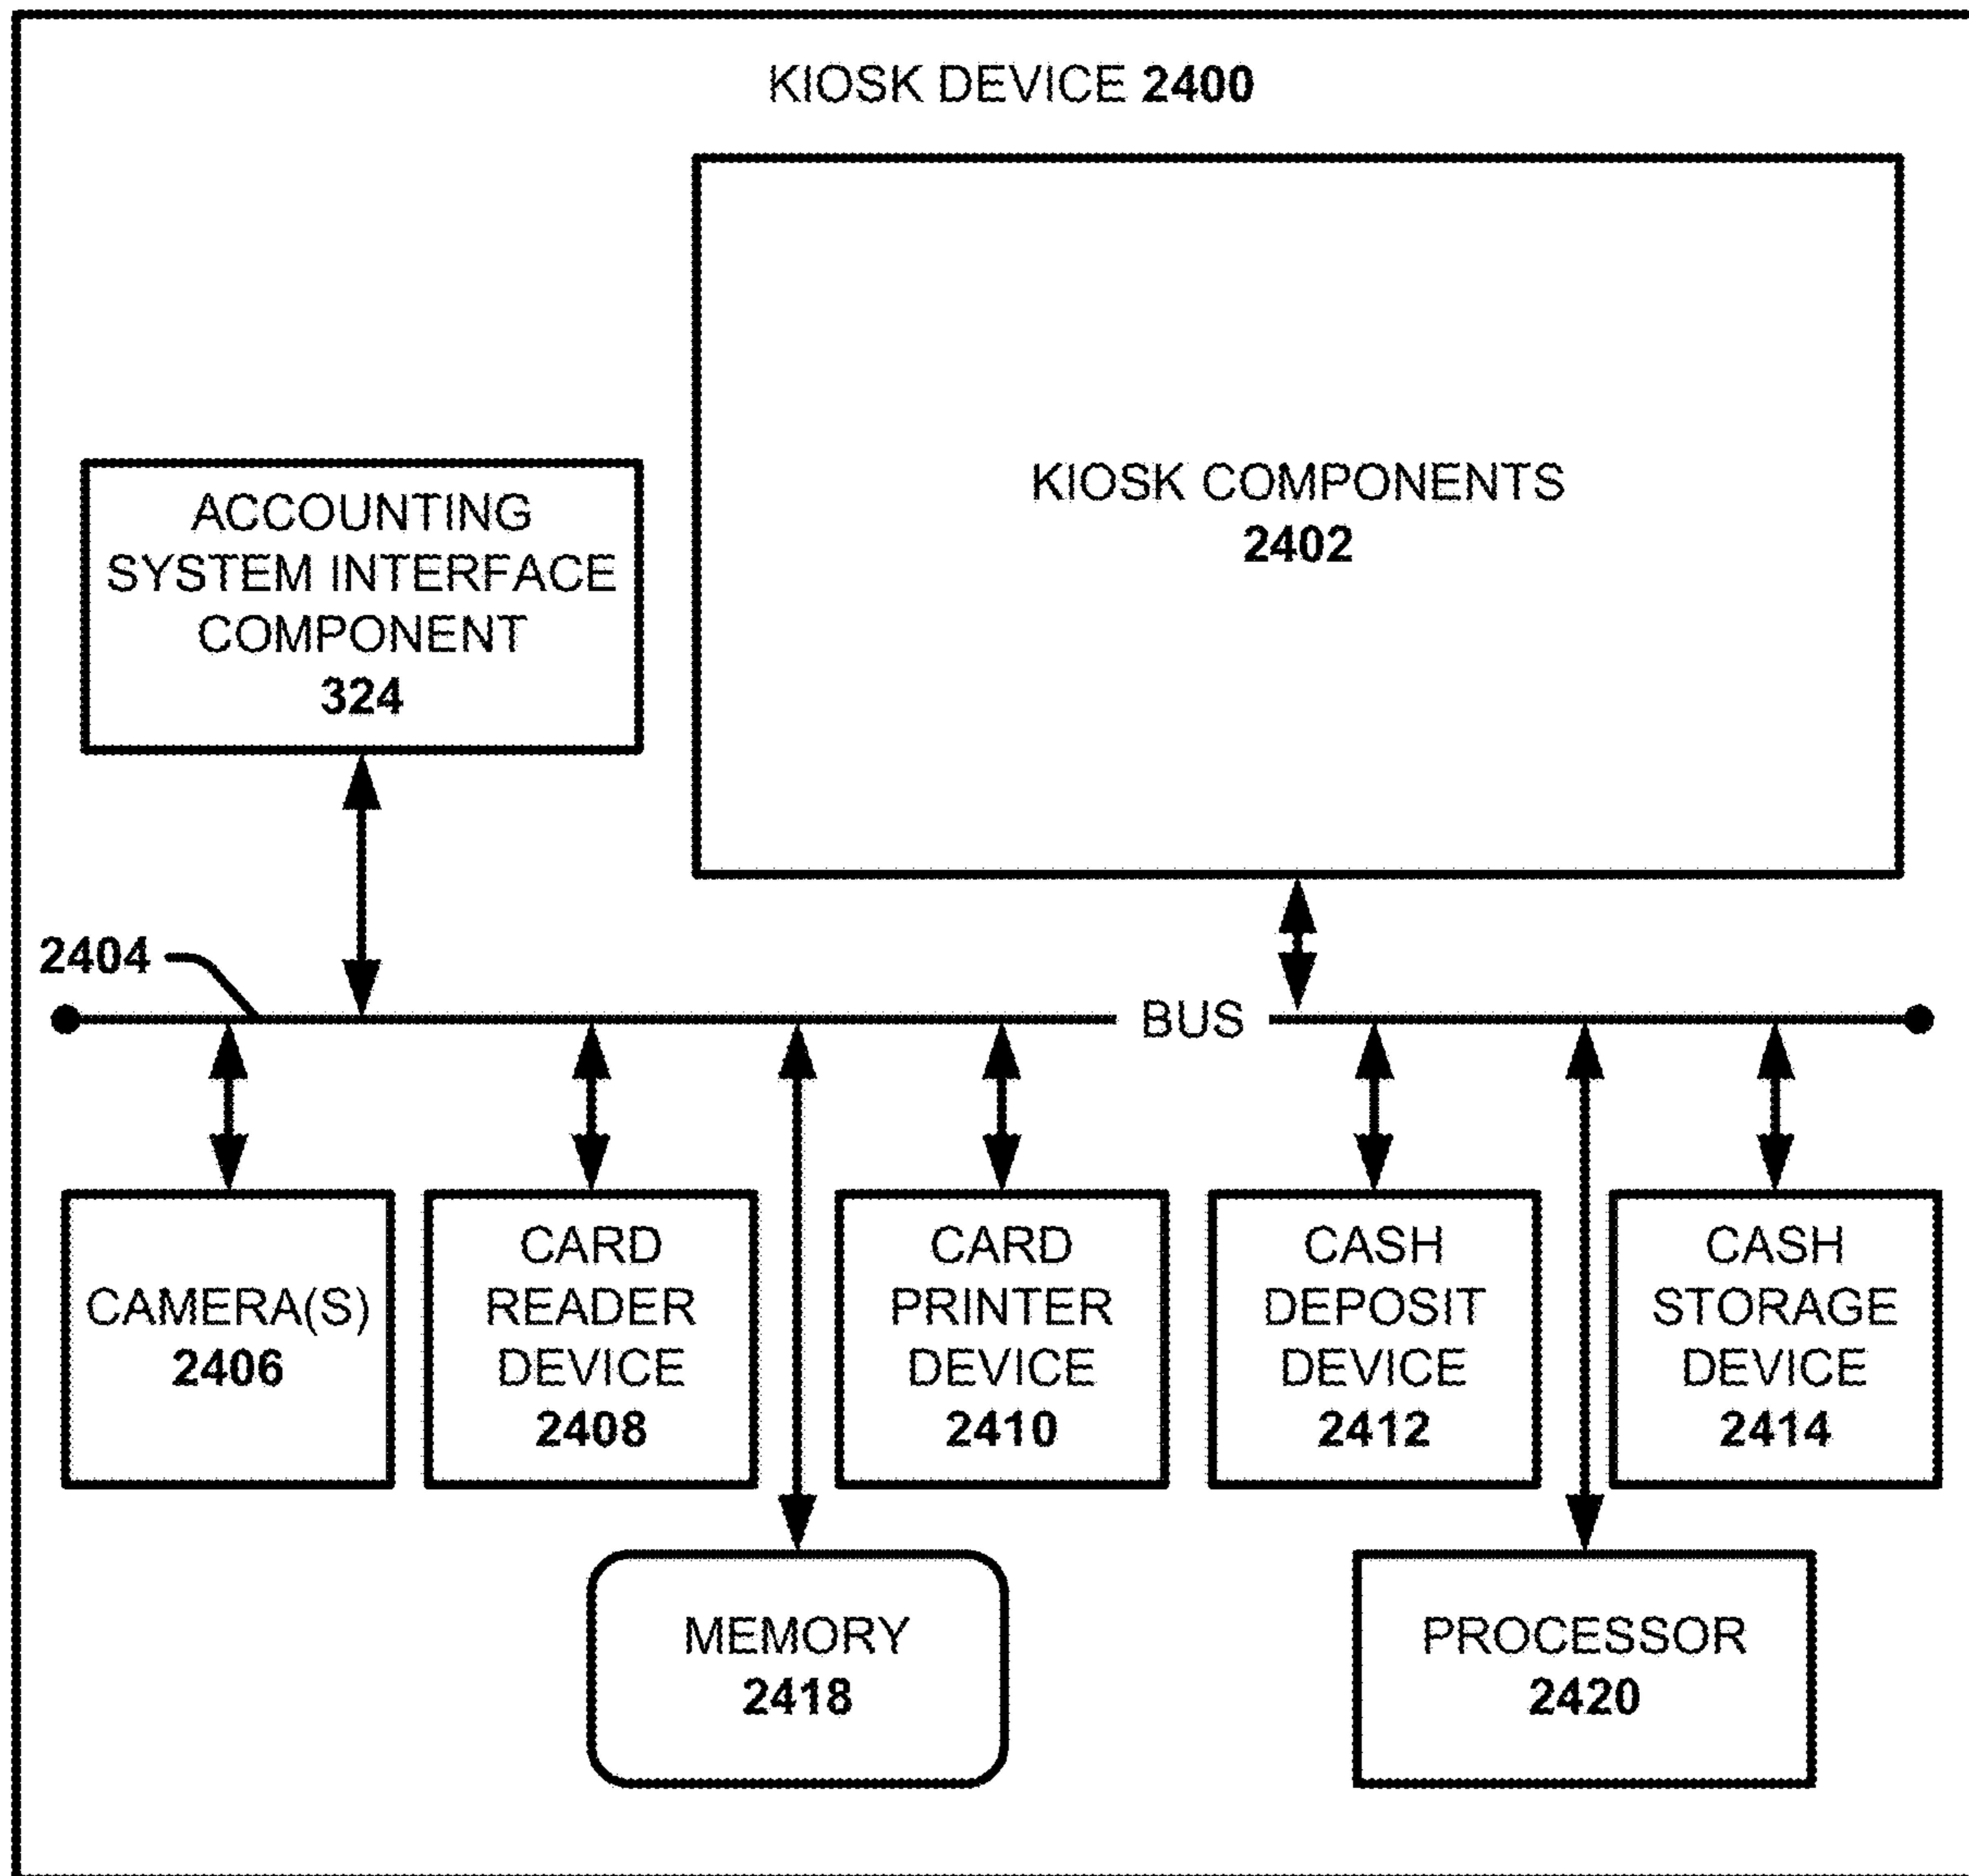 KIOSK DEVICE 2400
KIOSK COMPONENTS
2402
ACCOUNTING
SYSTEM INTERFACE
COMPONENT
324
2404
BUS
CAMERA(S)
2406
CARD
READER
DEVICE
2408
CARD
PRINTER
DEVICE
2410
CASH
DEPOSIT
DEVICE
2412
CASH
STORAGE
DEVICE
2414
MEMORY
2418
PROCESSOR
2420